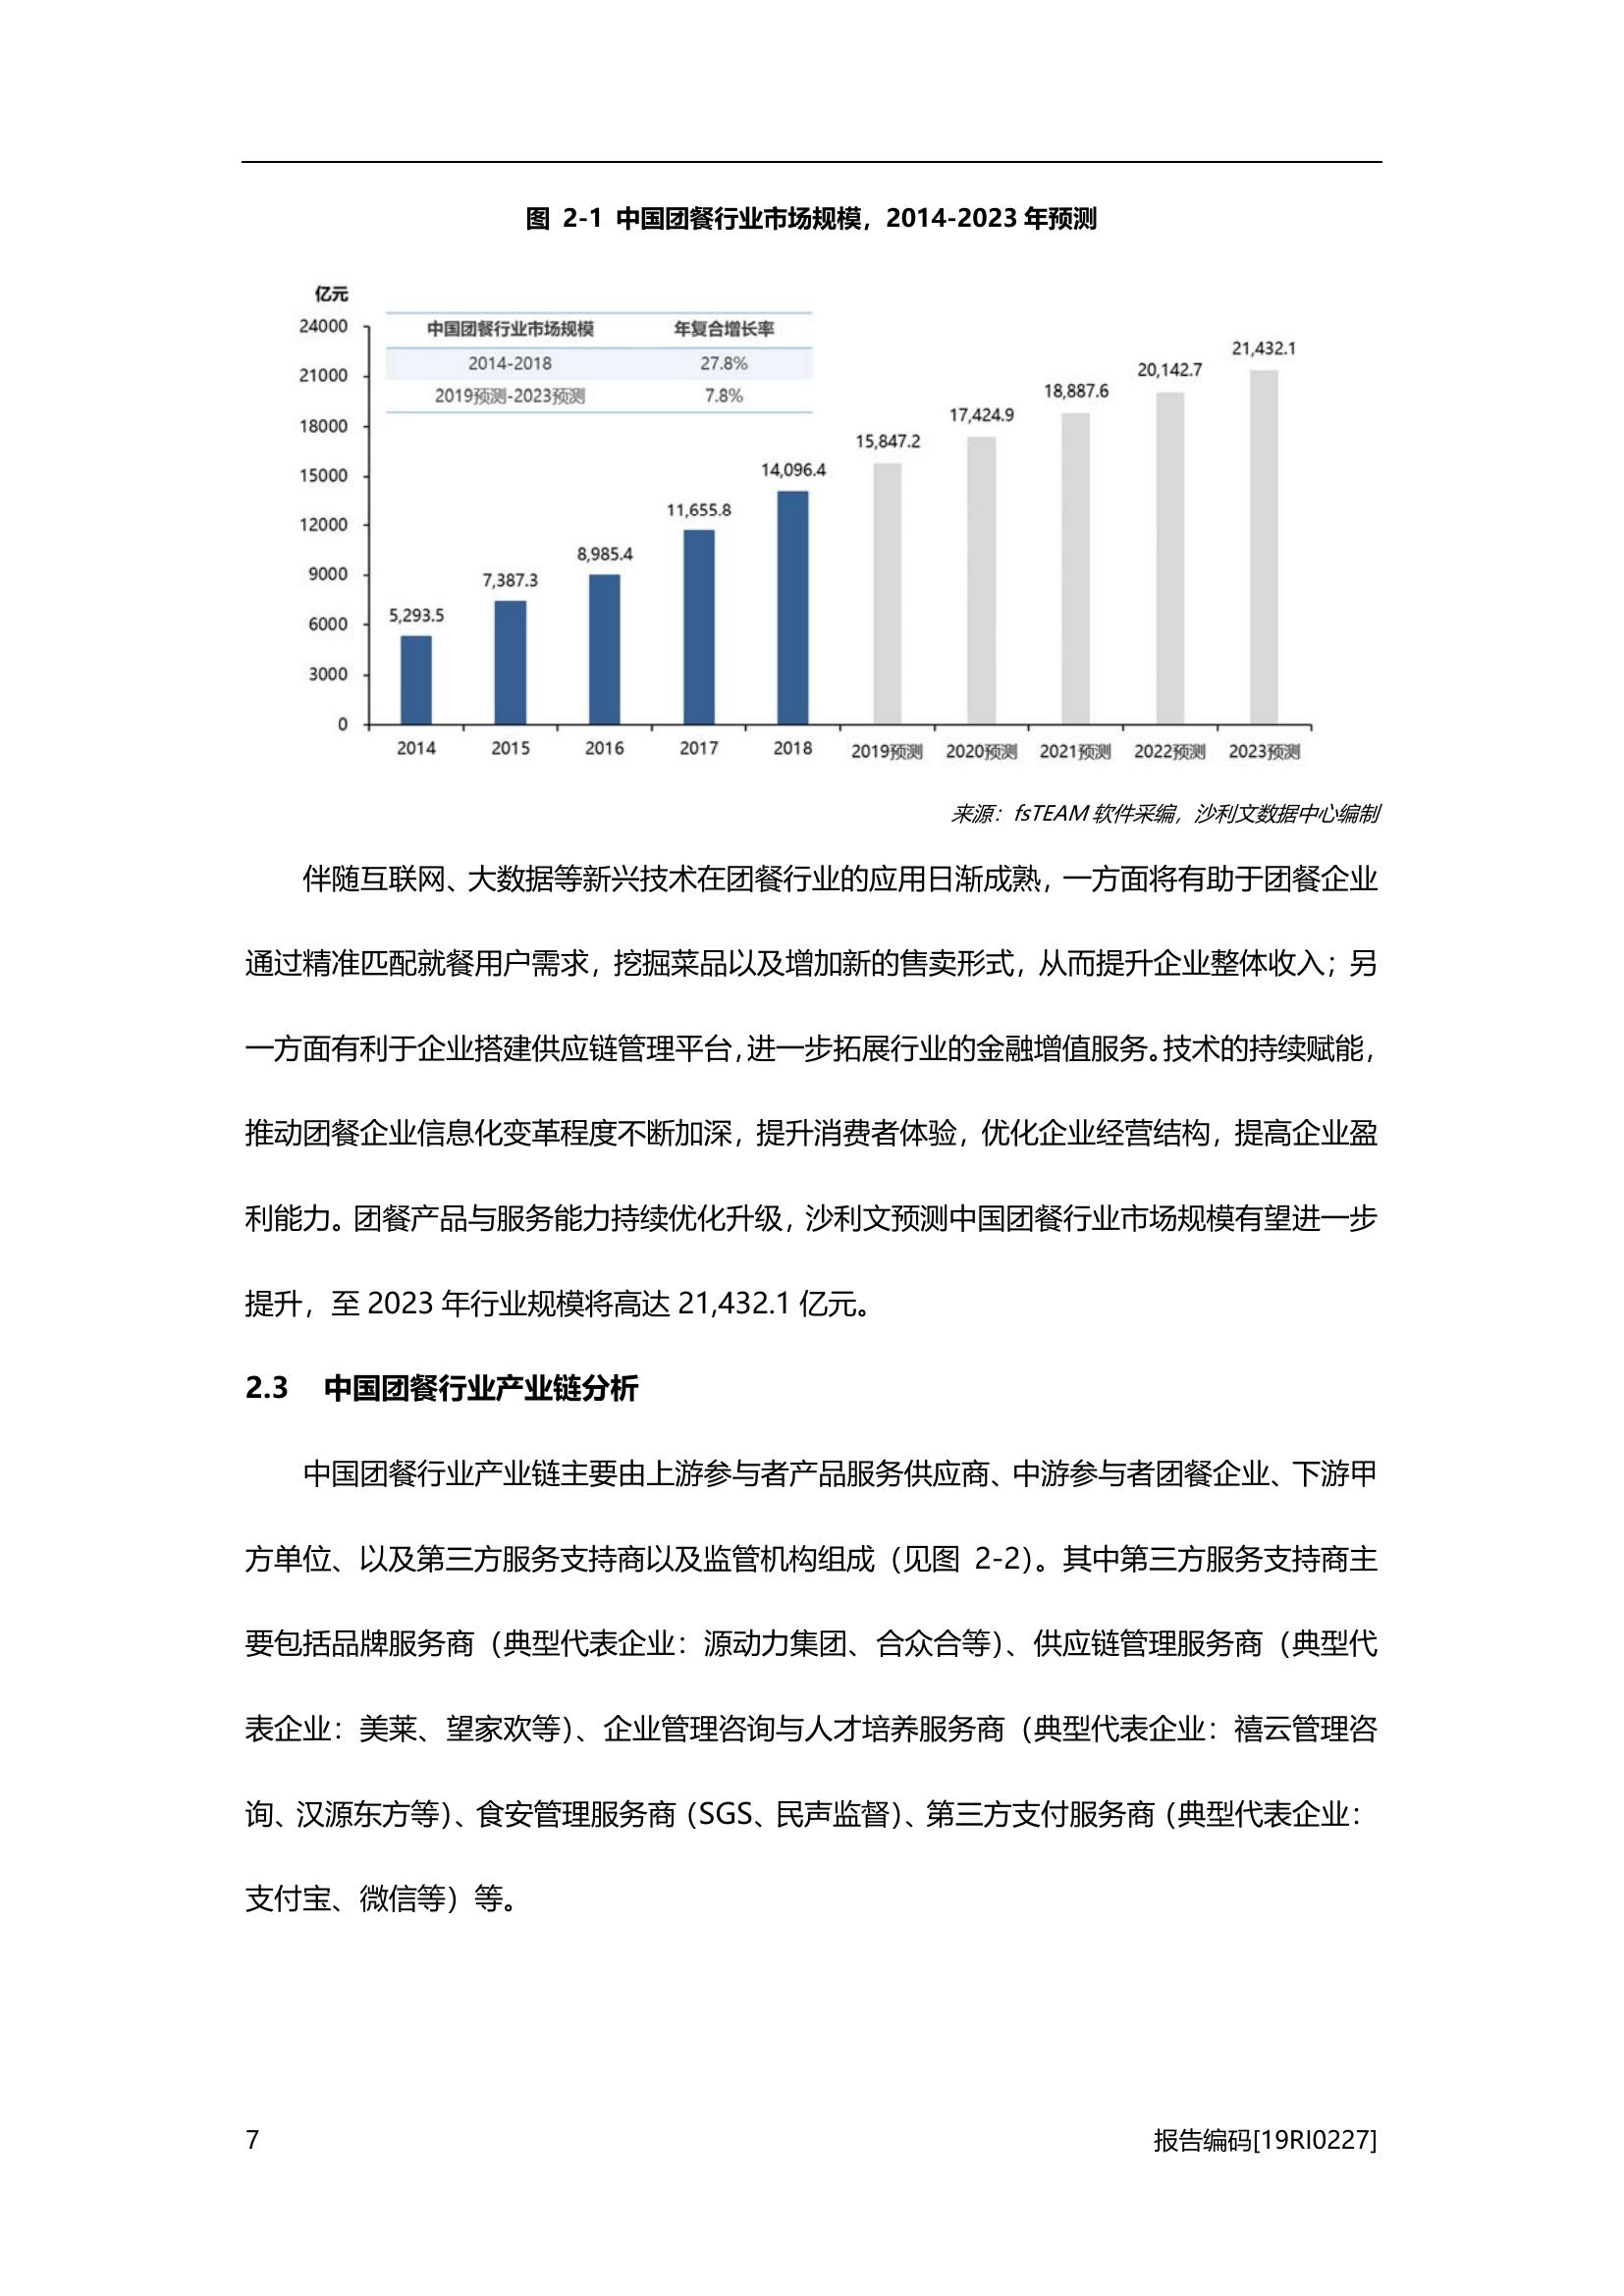 图 2-1 中国团餐行业市场规模，2014-2023 年预测
亿元
24000
21000
18000
15000
12000
9000
6000
3000
0
中国团餐行业市场规模 年复合增长率
2014-2018 27.8%
2019预测-2023预测 7.8%
5,293.5
7,387.3
8,985.4
11,655.8
14,096.4
15,847.2
17,424.9
18,887.6
20,142.7
21,432.1
2014 2015 2016 2017 2018 2019预测 2020预测 2021预测 2022预测 2023预测
来源：fsTEAM 软件采编，沙利文数据中心编制
伴随互联网、大数据等新兴技术在团餐行业的应用日渐成熟，一方面将有助于团餐企业
通过精准匹配就餐用户需求，挖掘菜品以及增加新的售卖形式，从而提升企业整体收入；另
一方面有利于企业搭建供应链管理平台，进一步拓展行业的金融增值服务。技术的持续赋能，
推动团餐企业信息化变革程度不断加深，提升消费者体验，优化企业经营结构，提高企业盈
利能力。团餐产品与服务能力持续优化升级，沙利文预测中国团餐行业市场规模有望进一步
提升，至 2023 年行业规模将高达 21,432.1 亿元。
2.3 中国团餐行业产业链分析
中国团餐行业产业链主要由上游参与者产品服务供应商、中游参与者团餐企业、下游甲
方单位、以及第三方服务支持商以及监管机构组成（见图 2-2）。其中第三方服务支持商主
要包括品牌服务商（典型代表企业：源动力集团、合众合等）、供应链管理服务商（典型代
表企业：美莱、望家欢等）、企业管理咨询与人才培养服务商（典型代表企业：禧云管理咨
询、汉源东方等）、食安管理服务商（SGS、民声监督）、第三方支付服务商（典型代表企业：
支付宝、微信等）等。
7 报告编码[19RI0227]